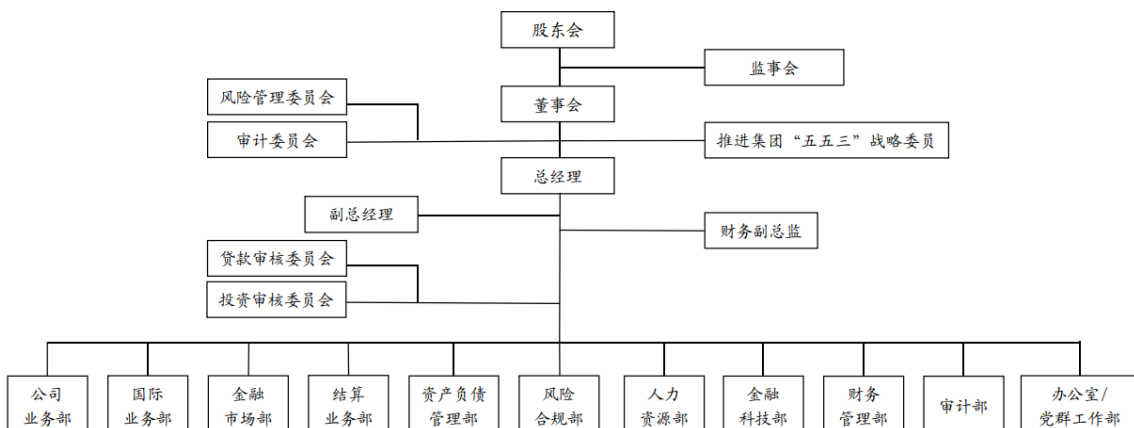 股东会
监事会
风险管理委员会
董事会
审计委员会
推进集团“五五三”战略委员
总经理
副总经理
财务副总监
贷款审核委员会
投资审核委员会
公司
业务部
国际
业务部
金融
市场部
结算
业务部
资产负债
管理部
风险
合规部
人力
资源部
金融
科技部
财务
管理部
审计部
办公室/
党群工作部